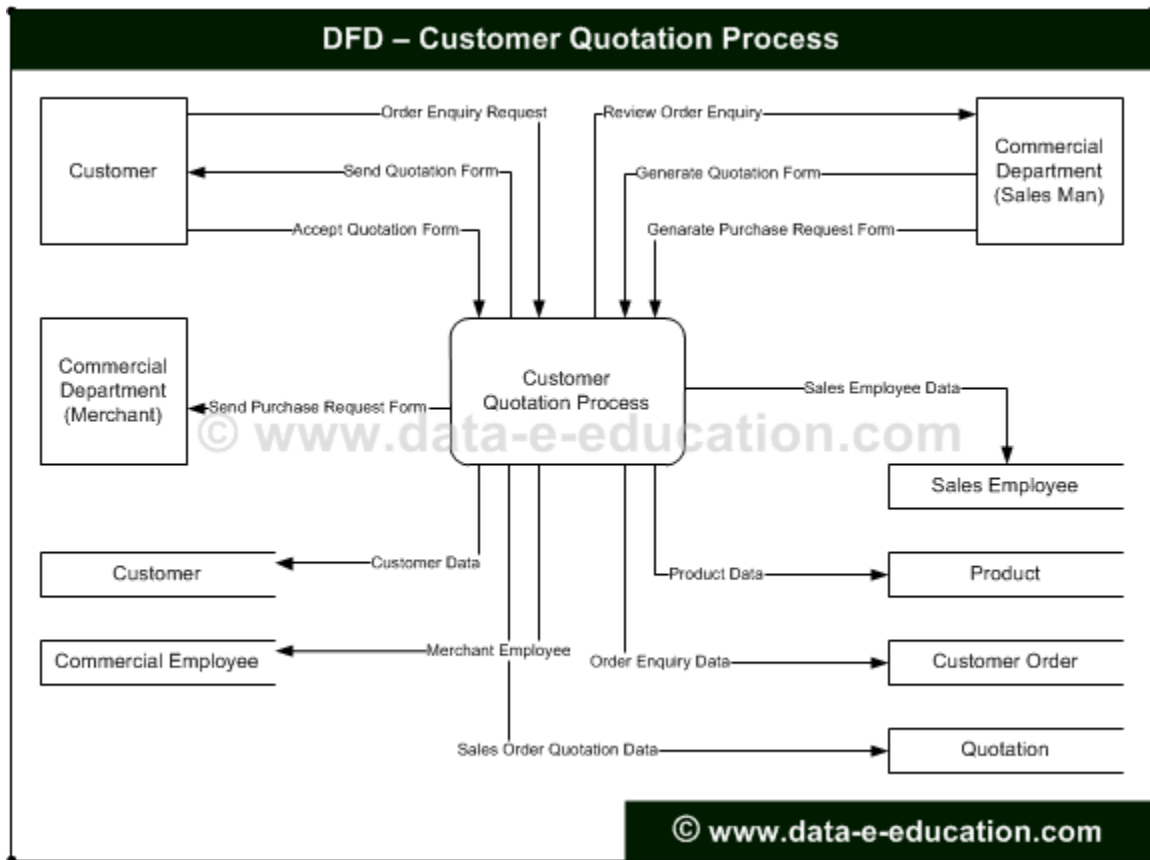 DFD – Customer Quotation Process
Order Enquiry Request
Review Order Enquiry
Customer
Send Quotation Form
Generate Quotation Form
Commercial
Department
(Sales Man)
Accept Quotation Form
Genarate Purchase Request Form
Commercial
Department
(Merchant)
Send Purchase Request Form
Customer
Quotation Process
Sales Employee Data
© www.data-e-education.com
Sales Employee
Customer
Customer Data
Product Data
Product
Commercial Employee
Merchant Employee
Order Enquiry Data
Customer Order
Sales Order Quotation Data
Quotation
© www.data-e-education.com